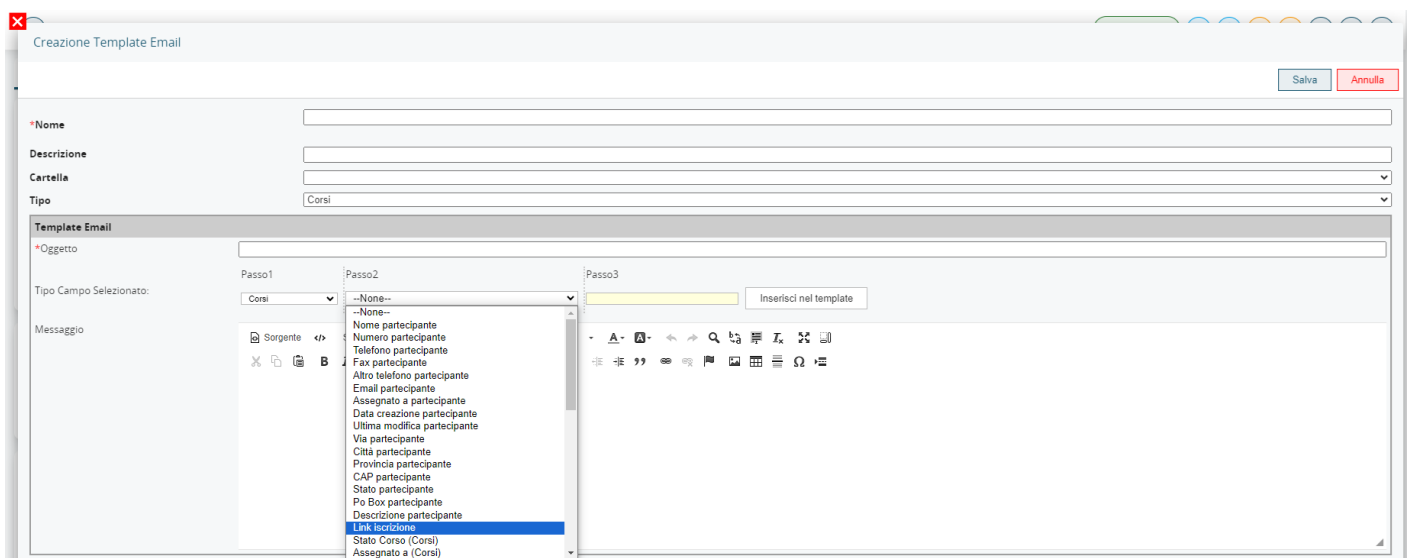 Creazione Template Email
Salva
Annulla
*Nome
Descrizione
Cartella
Tipo
Corsi
Template Email
*Oggetto
Passo1
Passo2
Passo3
Tipo Campo Selezionato:
Corsi
--None--
Inserisci nel template
--None--
Nome partecipante
Numero partecipante
Telefono partecipante
Fax partecipante
Altro telefono partecipante
Email partecipante
Assegnato a partecipante
Data creazione partecipante
Ultima modifica partecipante
Via partecipante
Città partecipante
Provincia partecipante
CAP partecipante
Stato partecipante
Po Box partecipante
Descrizione partecipante
Link iscrizione
Stato Corso (Corsi)
Assegnato a (Corsi)
Messaggio
Sorgente